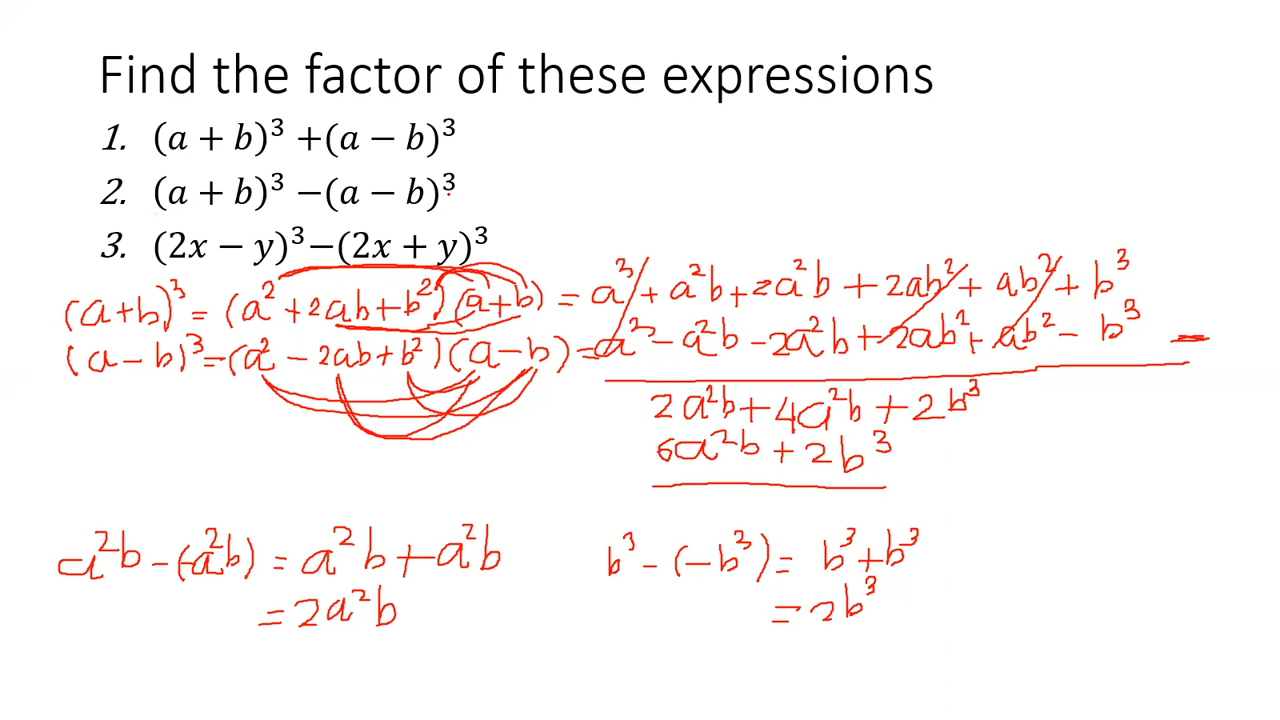 Find the factor of these expressions
1. (a + b)³ +(a − b)³
2. (a + b)³ −(a − b)³
3. (2x − y)³−(2x + y)³
(a+b)³ = (a²+2ab+b²)(a+b) = a³ + a²b + 2a²b + 2ab² + ab² + b³
(a−b)³ = (a² − 2ab + b²)(a−b) = a³ − a²b − 2a²b + 2ab² + ab² − b³ −
2a²b + 4a²b + 2b³
6a²b + 2b³
a²b − (−a²b) = a²b + a²b
= 2a²b
b³ − (−b³) = b³ + b³
= 2b³